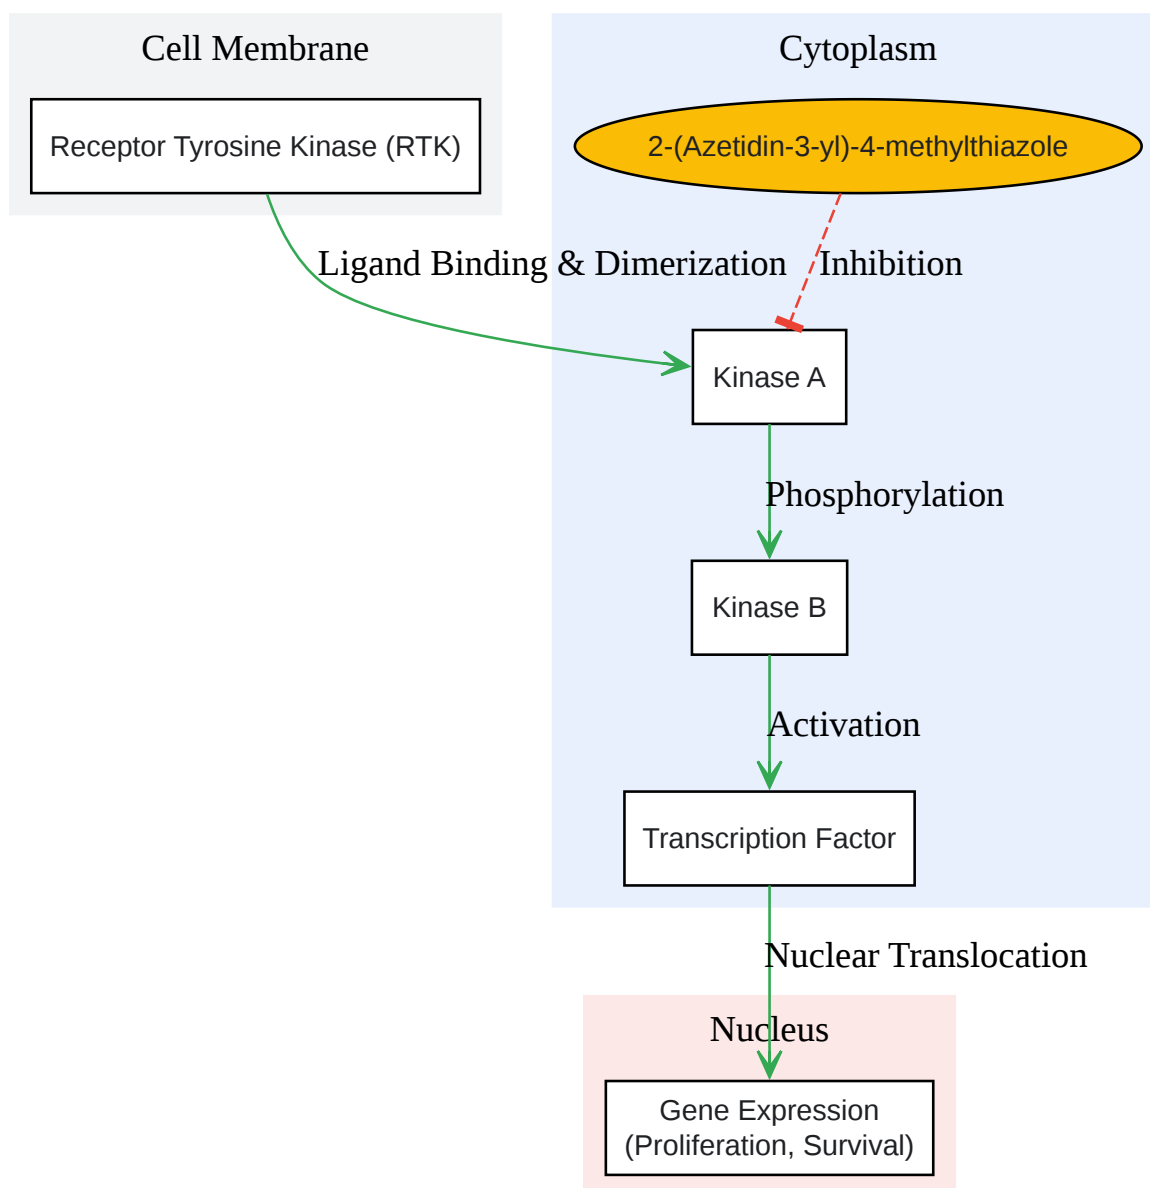 Cell Membrane
Cytoplasm
Receptor Tyrosine Kinase (RTK)
2-(Azetidin-3-yl)-4-methylthiazole
Ligand Binding & Dimerization
Inhibition
Kinase A
Phosphorylation
Kinase B
Activation
Transcription Factor
Nuclear Translocation
Nucleus
Gene Expression
(Proliferation, Survival)